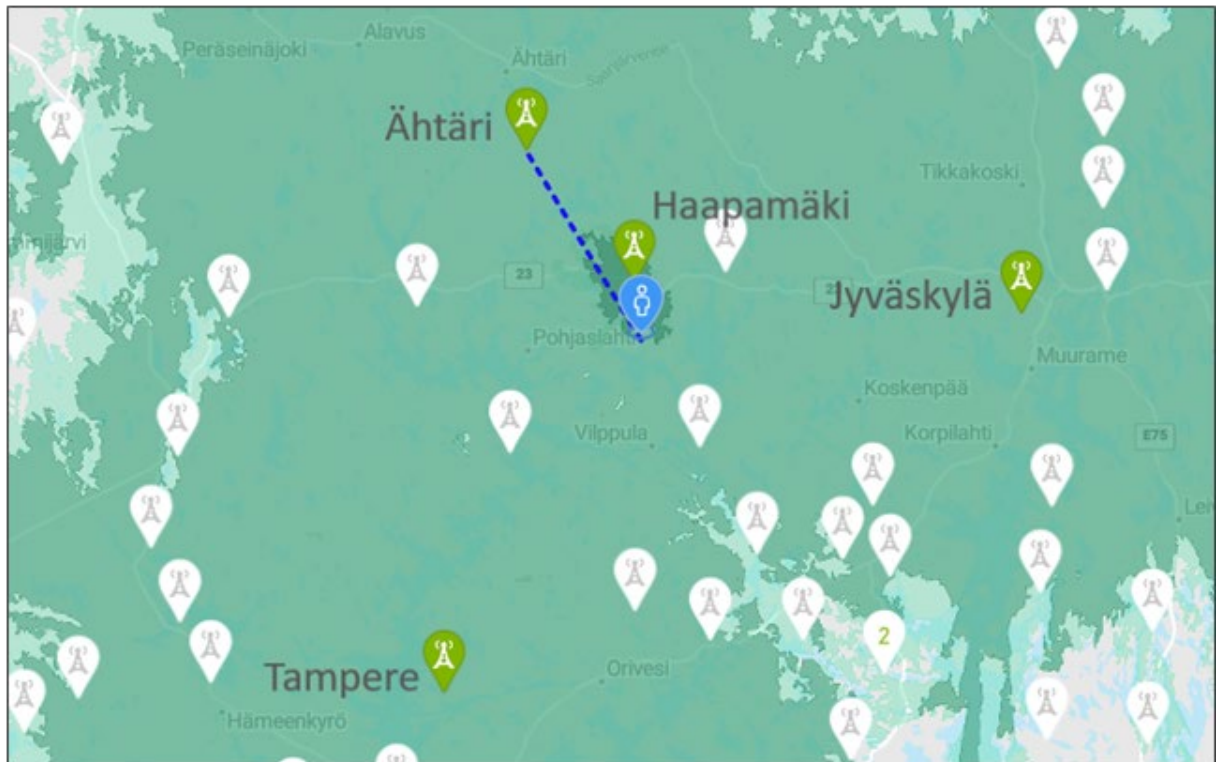 Alavus
Peräseinäjoki
Ähtäri
Ähtäri
Tikkakoski
Haapamäki
23
Jyväskylä
Pohjaslahti
Muurame
Koskenpää
Vilppula
Korpilahti
E75
2
Tampere
Orivesi
Hämeenkyrö